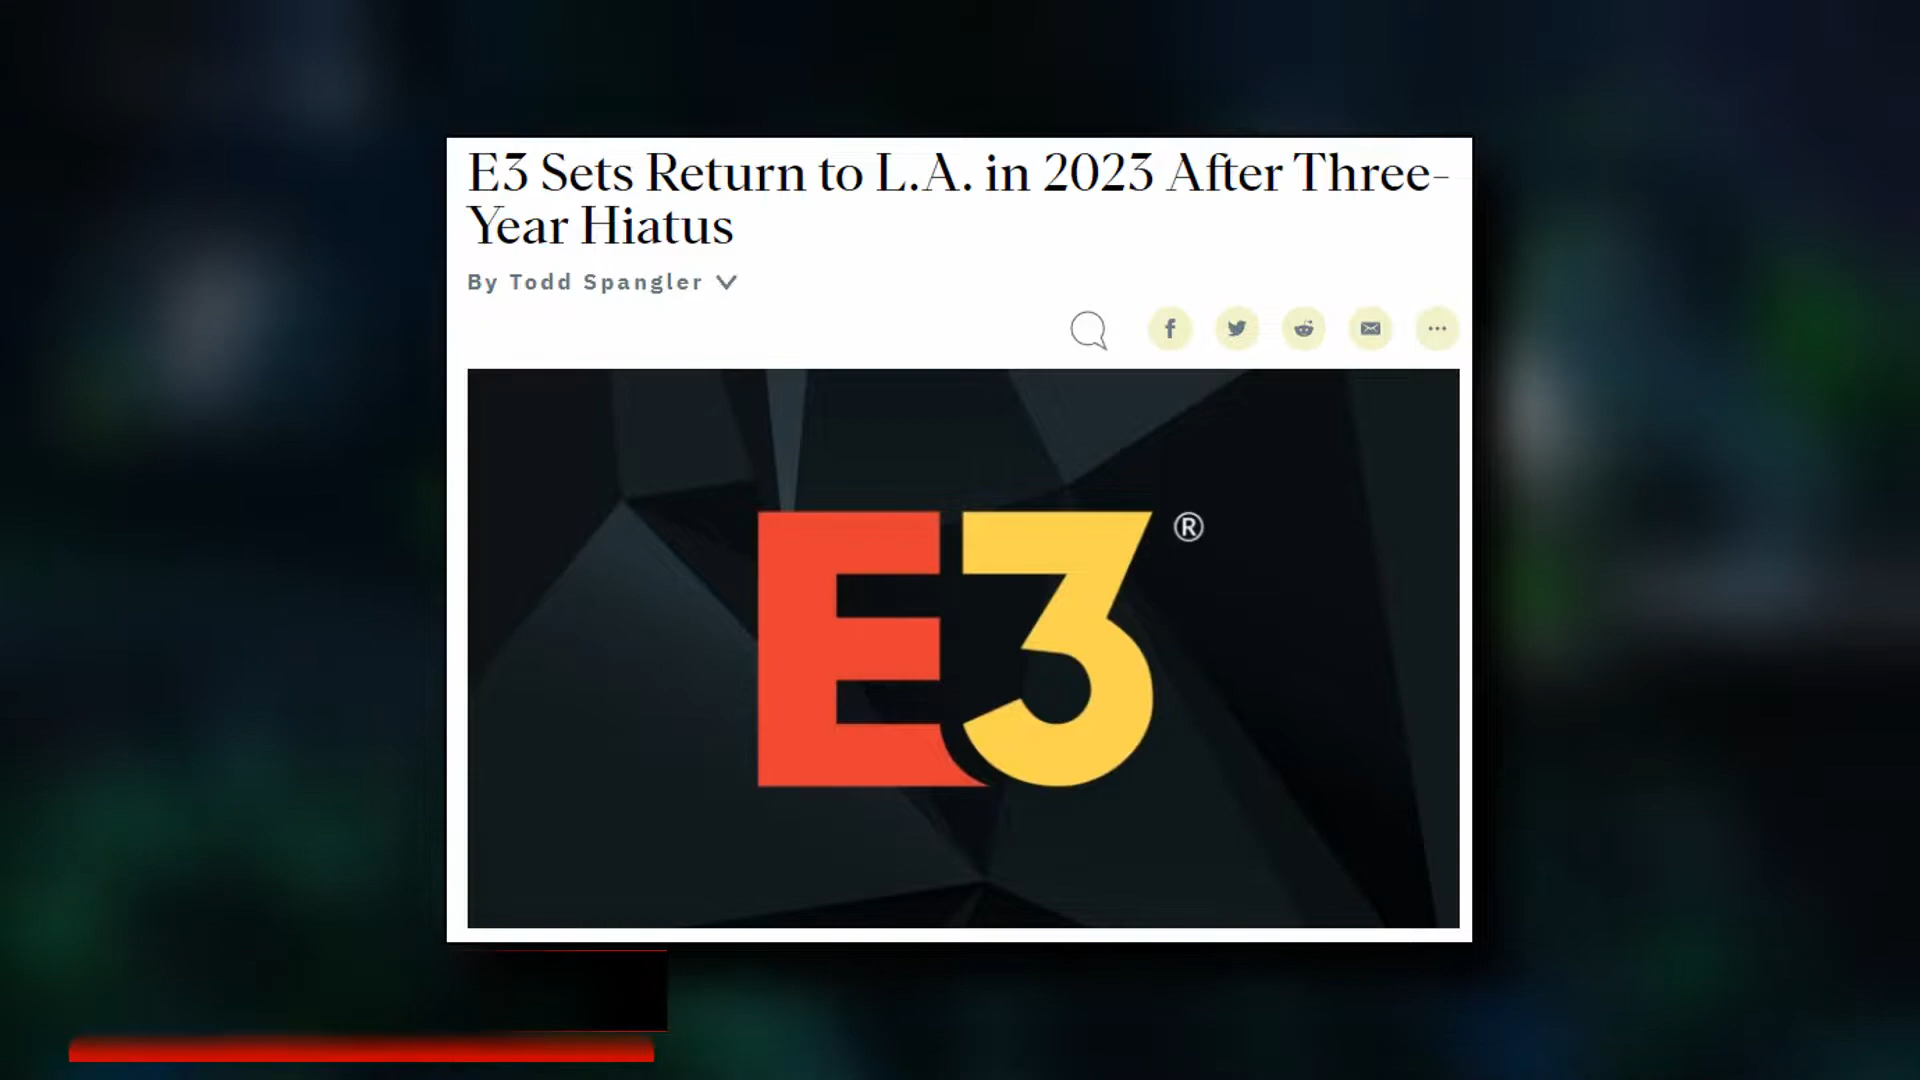 E3 Sets Return to L.A. in 2023 After Three-
Year Hiatus
By Todd Spangler
E3 ®